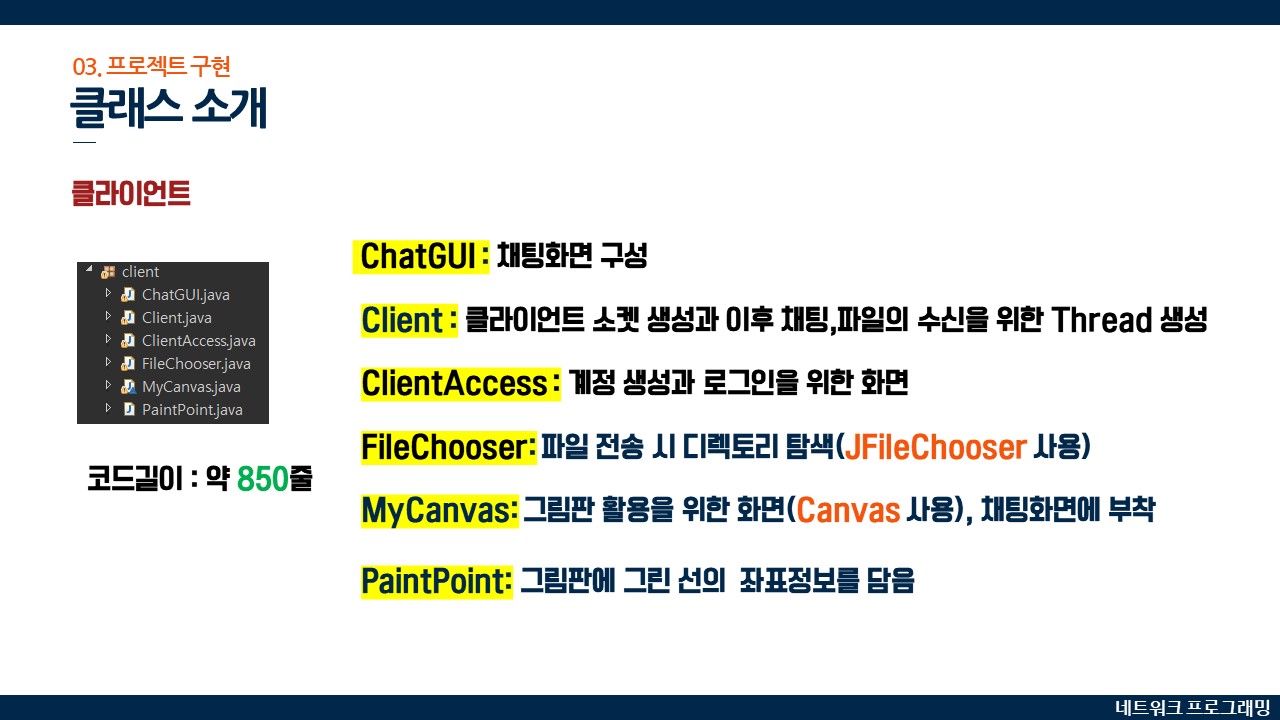 03. 프로젝트 구현
클래스 소개
클라이언트
client
ChatGUI.java
Client.java
ClientAccess.java
FileChooser.java
MyCanvas.java
PaintPoint.java
코드길이 : 약 850줄
ChatGUI : 채팅화면 구성
Client : 클라이언트 소켓 생성과 이후 채팅,파일의 수신을 위한 Thread 생성
ClientAccess : 계정 생성과 로그인을 위한 화면
FileChooser: 파일 전송 시 디렉토리 탐색(JFileChooser 사용)
MyCanvas: 그림판 활용을 위한 화면(Canvas 사용), 채팅화면에 부착
PaintPoint: 그림판에 그린 선의 좌표정보를 담음
네트워크 프로그래밍